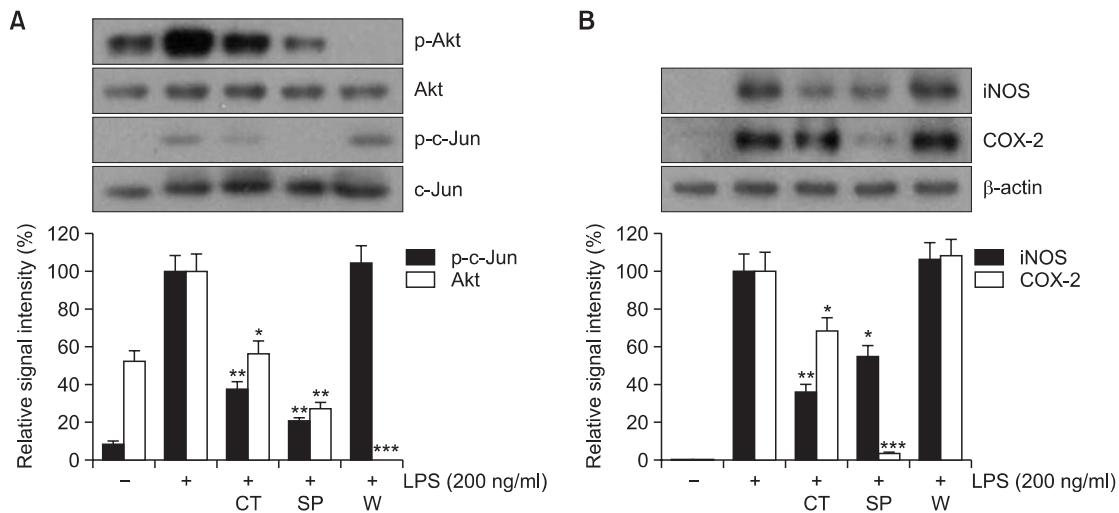 A
p-Akt
Akt
p-c-Jun
c-Jun
Relative signal intensity (%)
120
100
80
60
40
20
0
p-c-Jun
Akt
** * ** ** ***
− + + + + LPS (200 ng/ml)
CT SP W
B
iNOS
COX-2
β-actin
Relative signal intensity (%)
120
100
80
60
40
20
0
iNOS
COX-2
** * * ***
− + + + + LPS (200 ng/ml)
CT SP W